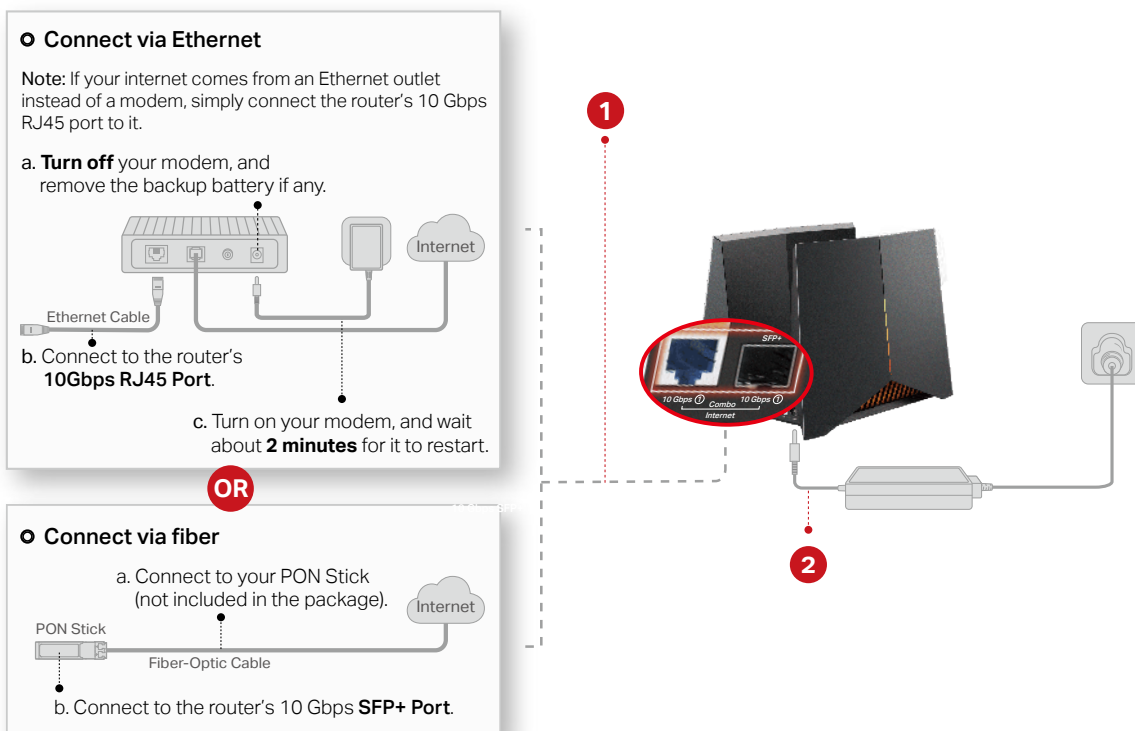 Connect via Ethernet
Note: If your internet comes from an Ethernet outlet
instead of a modem, simply connect the router's 10 Gbps
RJ45 port to it.
a. Turn off your modem, and
remove the backup battery if any.
Internet
Ethernet Cable
b. Connect to the router's
10Gbps RJ45 Port.
c. Turn on your modem, and wait
about 2 minutes for it to restart.
OR
Connect via fiber
a. Connect to your PON Stick
(not included in the package).
Internet
PON Stick
Fiber-Optic Cable
b. Connect to the router's 10 Gbps SFP+ Port.
1
SFP+
10 Gbps ① 10 Gbps ①
Combo
Internet
2